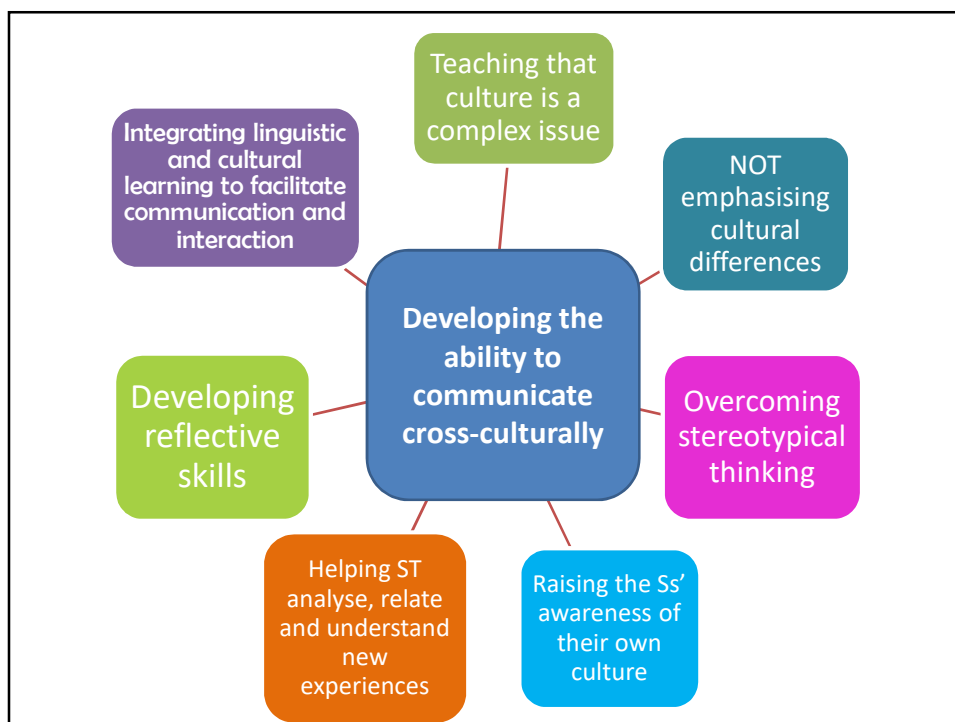 Teaching that
culture is a
complex issue
Integrating linguistic
and cultural
learning to facilitate
communication and
interaction
NOT
emphasising
cultural
differences
Developing the
ability to
communicate
cross-culturally
Developing
reflective
skills
Overcoming
stereotypical
thinking
Helping ST
analyse, relate
and understand
new
experiences
Raising the Ss’
awareness of
their own
culture